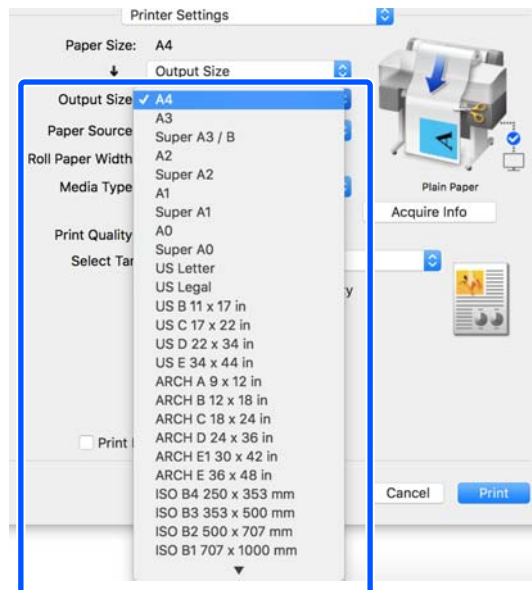 Printer Settings
Paper Size: A4
Output Size
Output Size ✓ A4
A3
Super A3 / B
Paper Source
A2
Roll Paper Width
Super A2
Media Type
A1
Plain Paper
Super A1
Acquire Info
Print Quality
A0
Super A0
Select Tar
US Letter
US Legal
y
US B 11 x 17 in
US C 17 x 22 in
US D 22 x 34 in
US E 34 x 44 in
ARCH A 9 x 12 in
ARCH B 12 x 18 in
ARCH C 18 x 24 in
Print
ARCH D 24 x 36 in
ARCH E1 30 x 42 in
ARCH E 36 x 48 in
ISO B4 250 x 353 mm
Cancel
Print
ISO B3 353 x 500 mm
ISO B2 500 x 707 mm
ISO B1 707 x 1000 mm